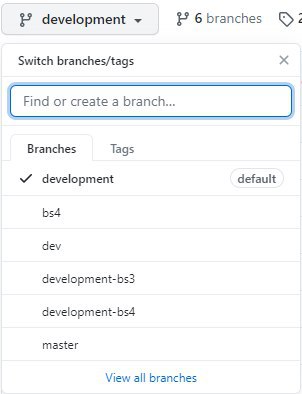 development 6 branches 2
Switch branches/tags
Find or create a branch...
Branches Tags
development default
bs4
dev
development-bs3
development-bs4
master
View all branches